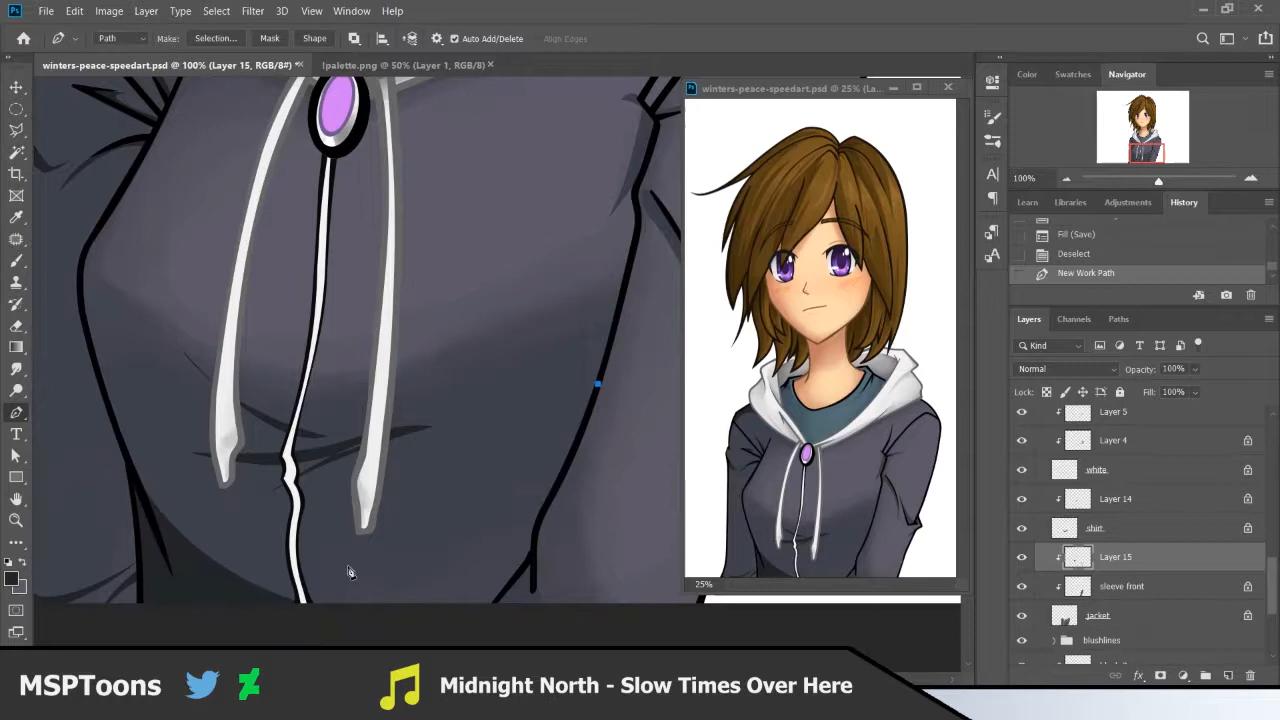 Ps File Edit Image Layer Type Select Filter 3D View Window Help
Path Make: Selection... Mask Shape Auto Add/Delete Align Edges
winters-peace-speedart.psd @ 100% (Layer 15, RGB/8#) * !palette.png @ 50% (Layer 1, RGB/8)
winters-peace-speedart.psd @ 25% (La...
25%
Color Swatches Navigator
100%
Learn Libraries Adjustments History
Fill (Save)
Deselect
New Work Path
Layers Channels Paths
Kind
Normal Opacity: 100%
Lock: Fill: 100%
Layer 5
Layer 4
white
Layer 14
shirt
Layer 15
sleeve front
jacket
blushlines
MSPToons Midnight North - Slow Times Over Here